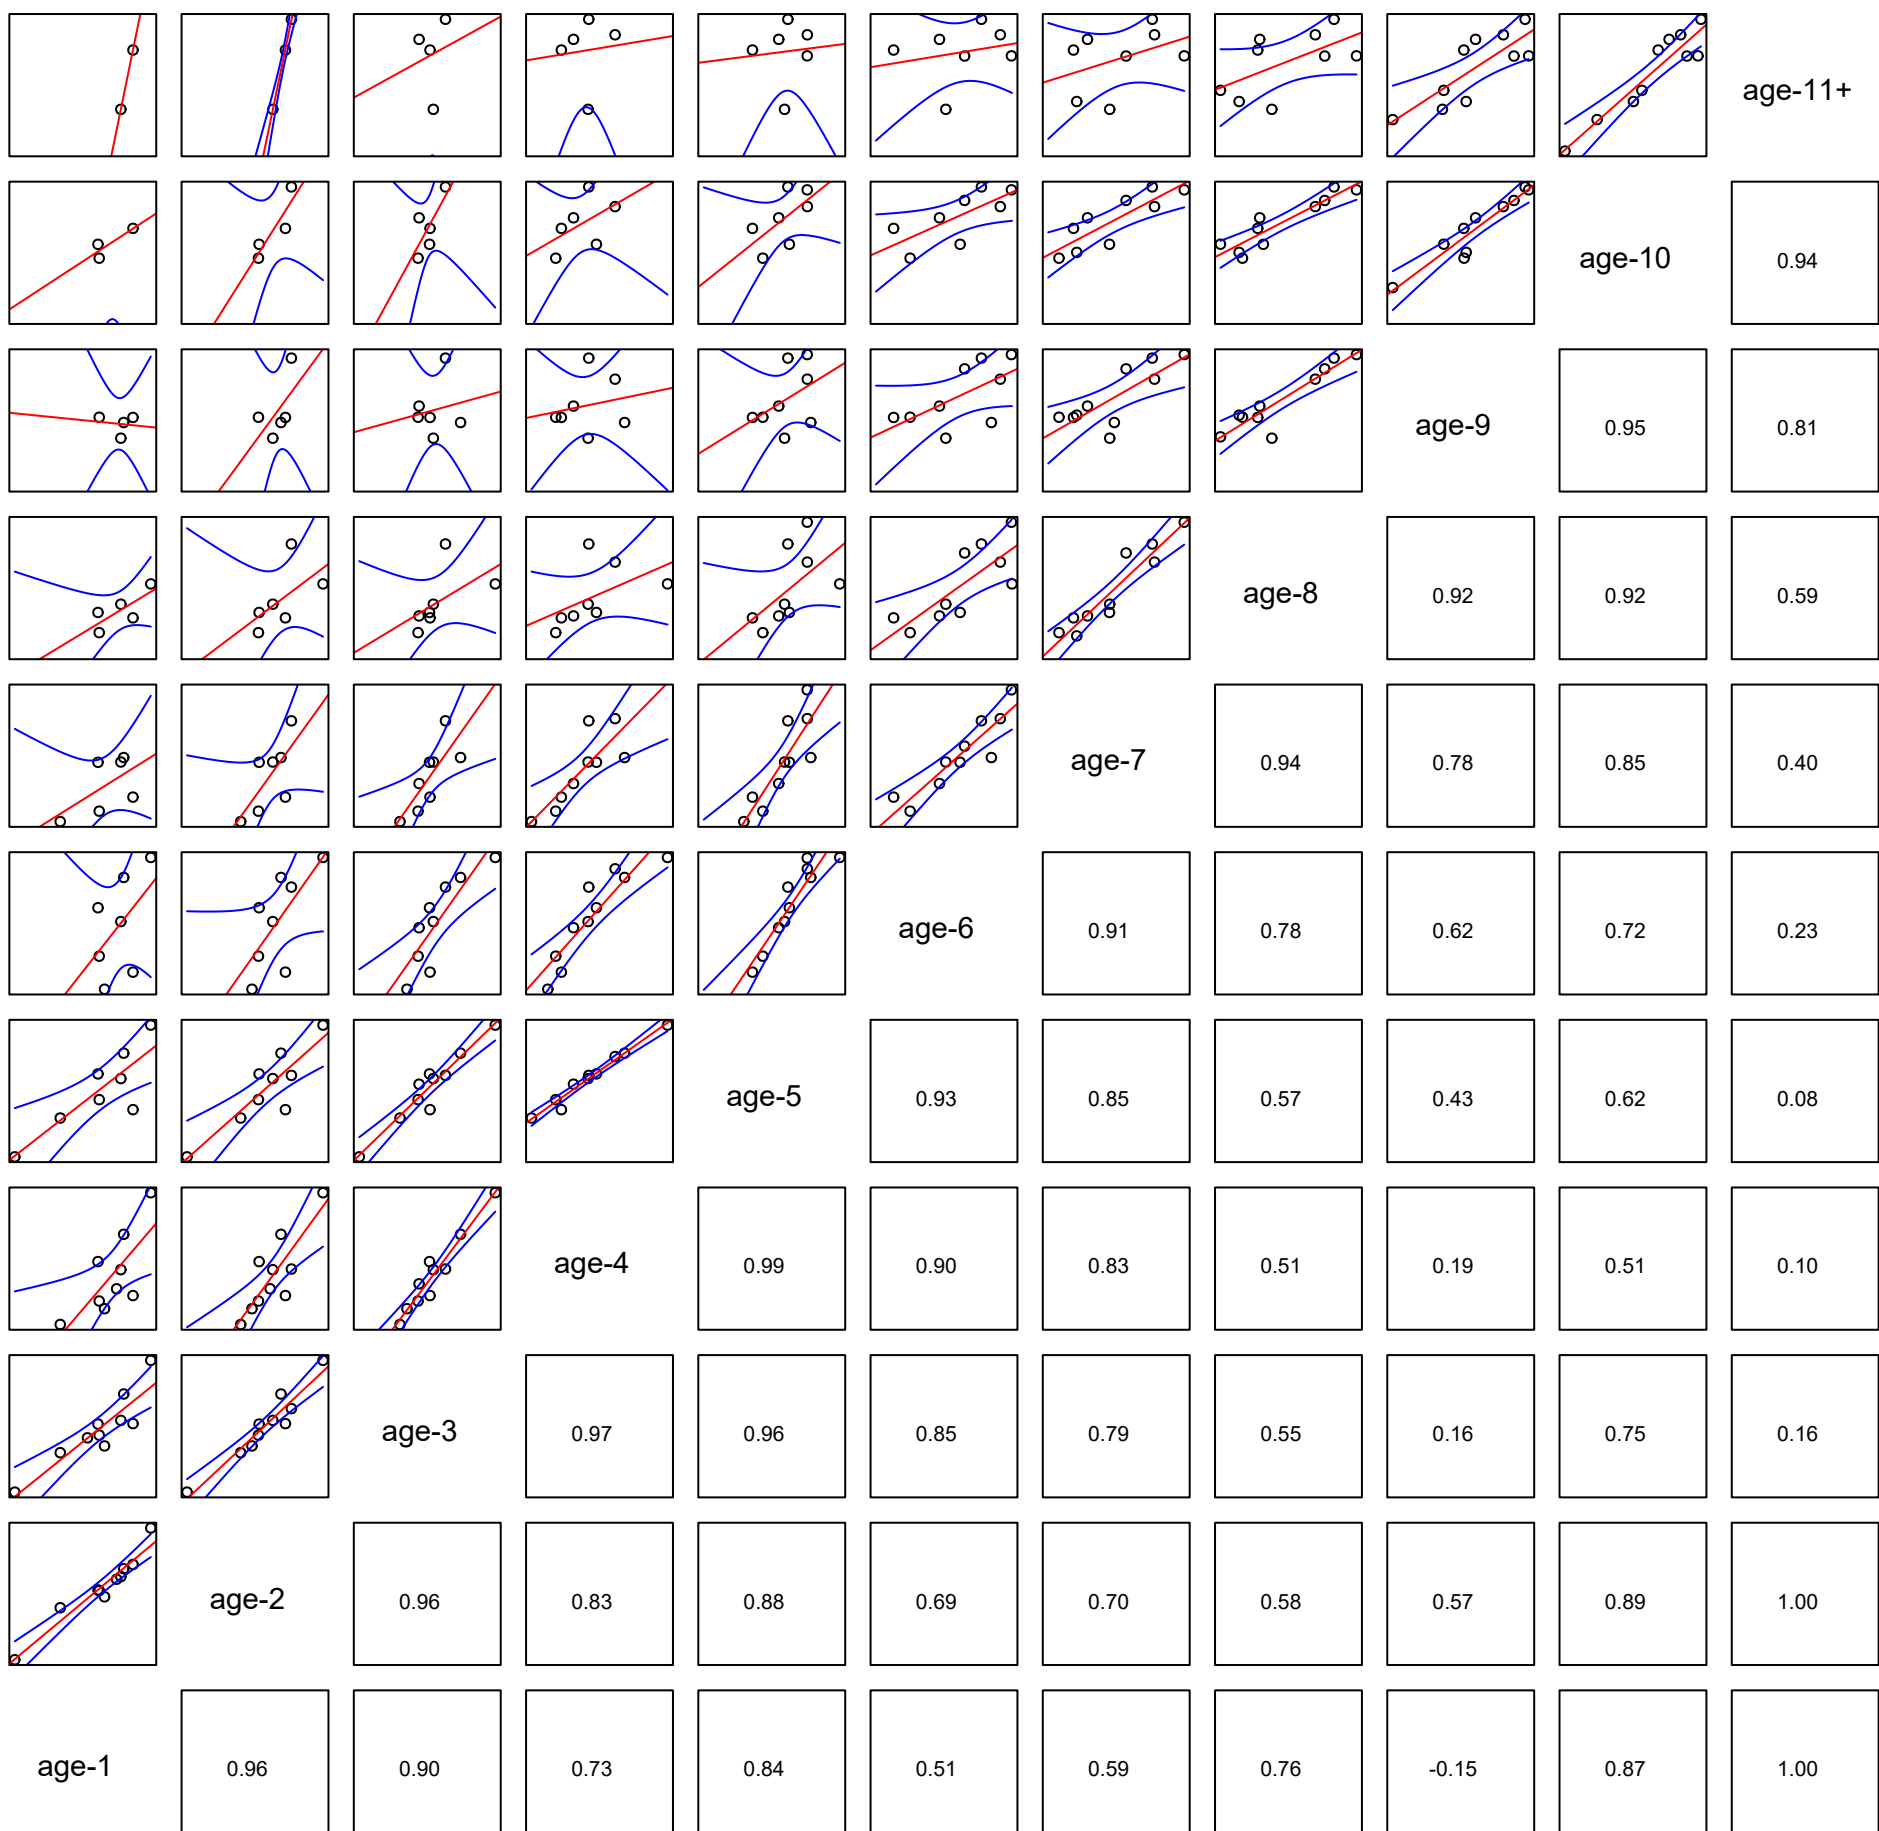 age-11+
age-10 0.94
age-9 0.95 0.81
age-8 0.92 0.92 0.59
age-7 0.94 0.78 0.85 0.40
age-6 0.91 0.78 0.62 0.72 0.23
age-5 0.93 0.85 0.57 0.43 0.62 0.08
age-4 0.99 0.90 0.83 0.51 0.19 0.51 0.10
age-3 0.97 0.96 0.85 0.79 0.55 0.16 0.75 0.16
age-2 0.96 0.83 0.88 0.69 0.70 0.58 0.57 0.89 1.00
age-1 0.96 0.90 0.73 0.84 0.51 0.59 0.76 -0.15 0.87 1.00